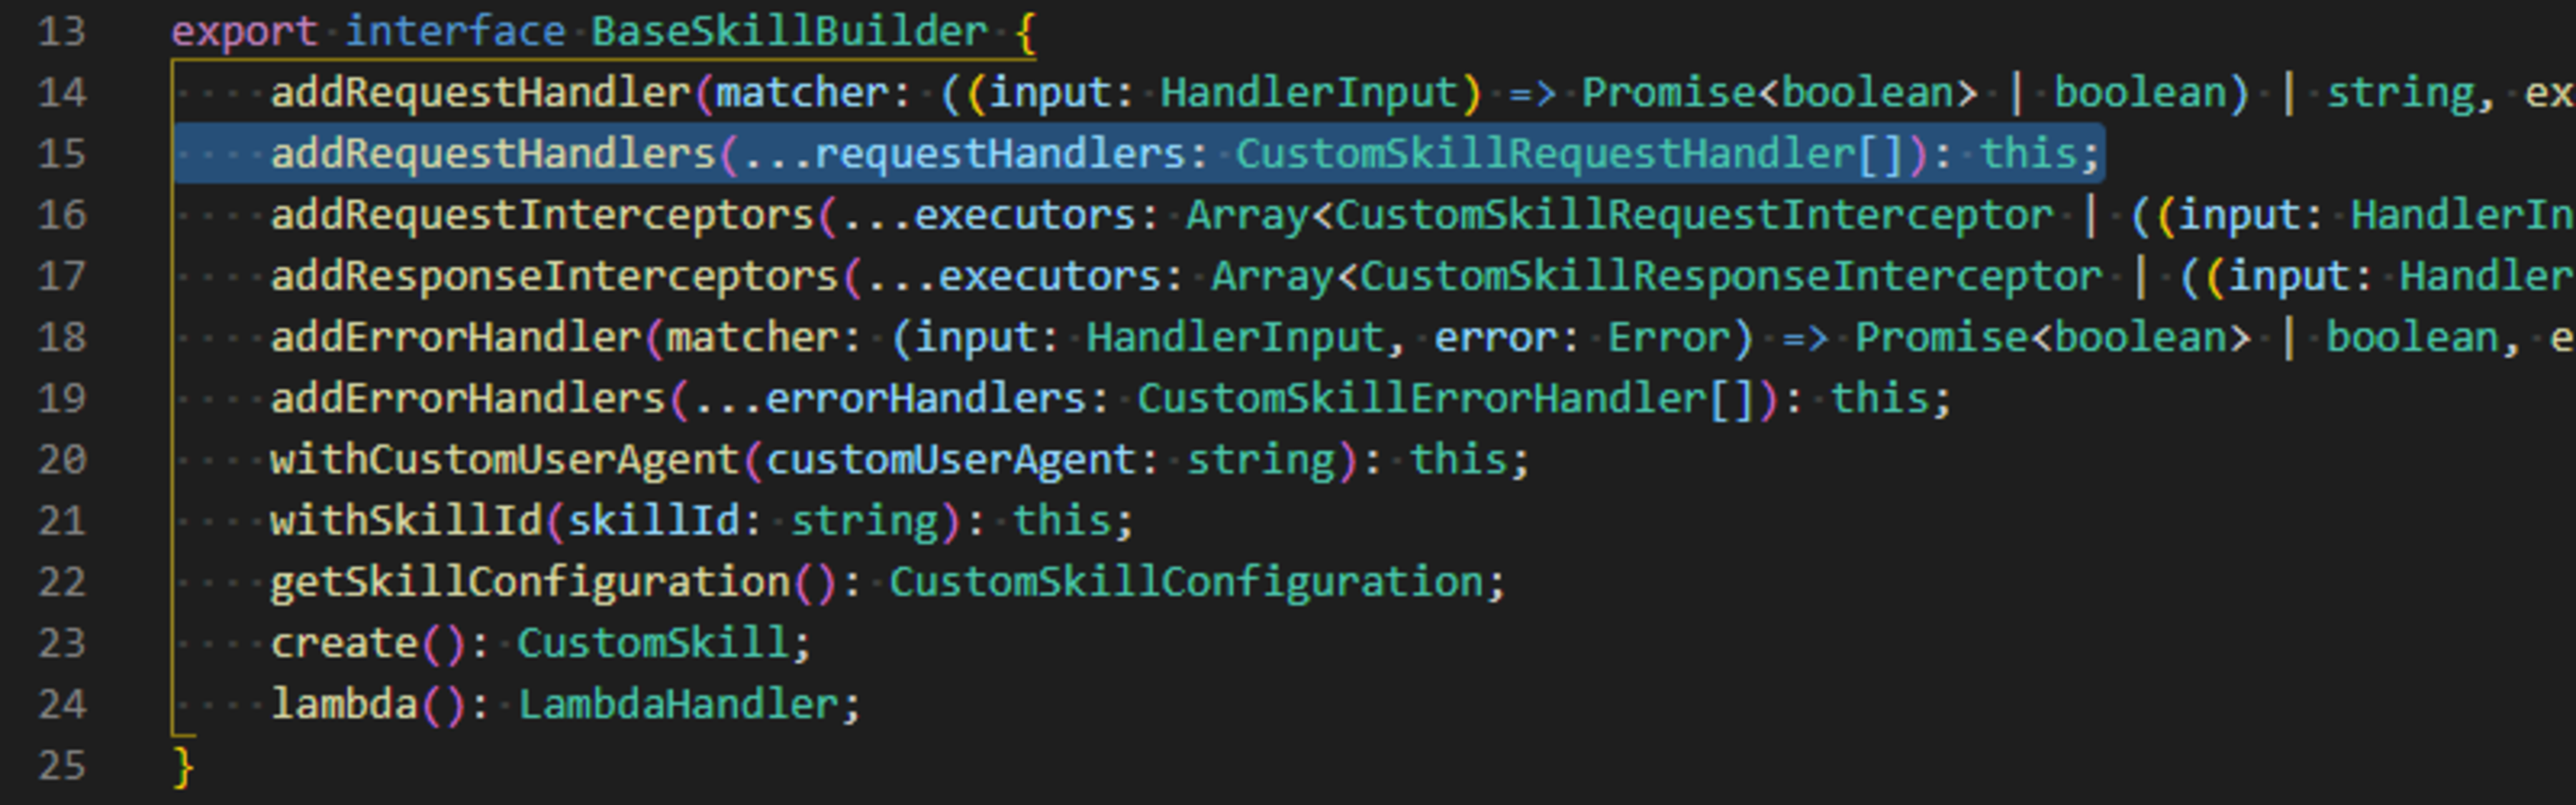 13 export interface BaseSkillBuilder {
14 addRequestHandler(matcher: ((input: HandlerInput) => Promise<boolean> | boolean) | string, ex
15 addRequestHandlers(...requestHandlers: CustomSkillRequestHandler[]): this;
16 addRequestInterceptors(...executors: Array<CustomSkillRequestInterceptor | ((input: HandlerIn
17 addResponseInterceptors(...executors: Array<CustomSkillResponseInterceptor | ((input: Handler
18 addErrorHandler(matcher: (input: HandlerInput, error: Error) => Promise<boolean> | boolean, e
19 addErrorHandlers(...errorHandlers: CustomSkillErrorHandler[]): this;
20 withCustomUserAgent(customUserAgent: string): this;
21 withSkillId(skillId: string): this;
22 getSkillConfiguration(): CustomSkillConfiguration;
23 create(): CustomSkill;
24 lambda(): LambdaHandler;
25 }